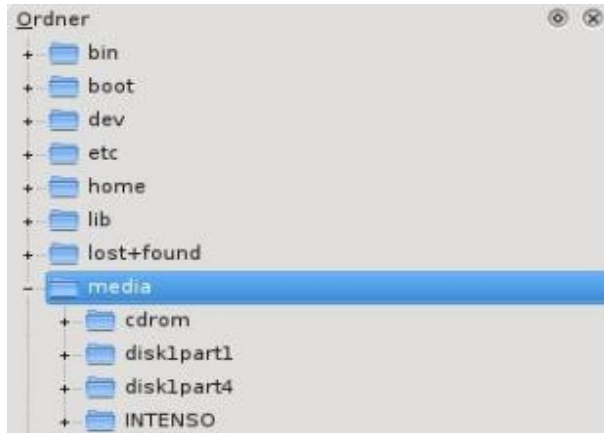 Ordner
bin
boot
dev
etc
home
lib
lost+found
media
cdrom
disk1part1
disk1part4
INTENSO